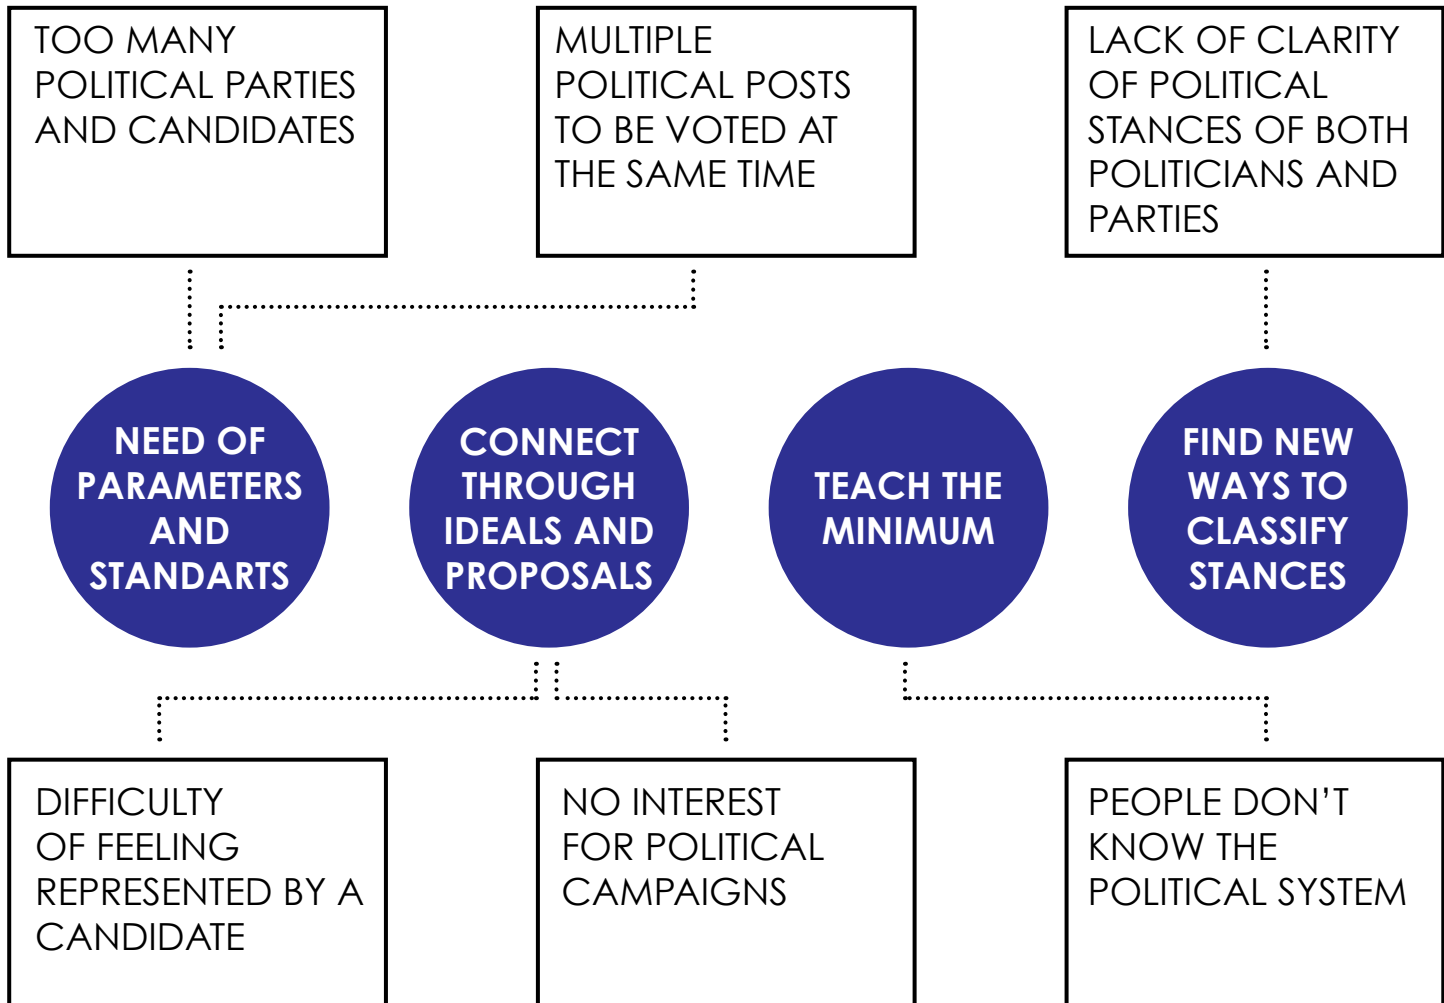 TOO MANY
POLITICAL PARTIES
AND CANDIDATES
MULTIPLE
POLITICAL POSTS
TO BE VOTED AT
THE SAME TIME
LACK OF CLARITY
OF POLITICAL
STANCES OF BOTH
POLITICIANS AND
PARTIES
NEED OF
PARAMETERS
AND
STANDARTS
CONNECT
THROUGH
IDEALS AND
PROPOSALS
TEACH THE
MINIMUM
FIND NEW
WAYS TO
CLASSIFY
STANCES
DIFFICULTY
OF FEELING
REPRESENTED BY A
CANDIDATE
NO INTEREST
FOR POLITICAL
CAMPAIGNS
PEOPLE DON’T
KNOW THE
POLITICAL SYSTEM